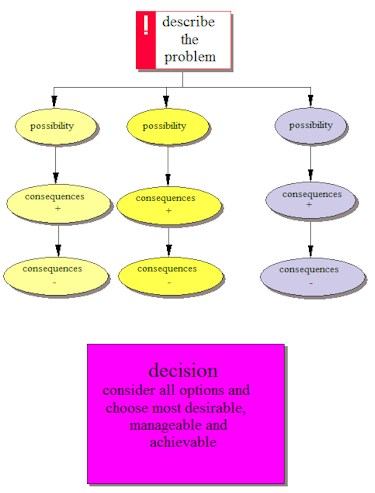 !
describe
the
problem
possibility
possibility
possibility
consequences
+
consequences
+
consequences
+
consequences
-
consequences
-
consequences
-
decision
consider all options and
choose most desirable,
manageable and
achievable